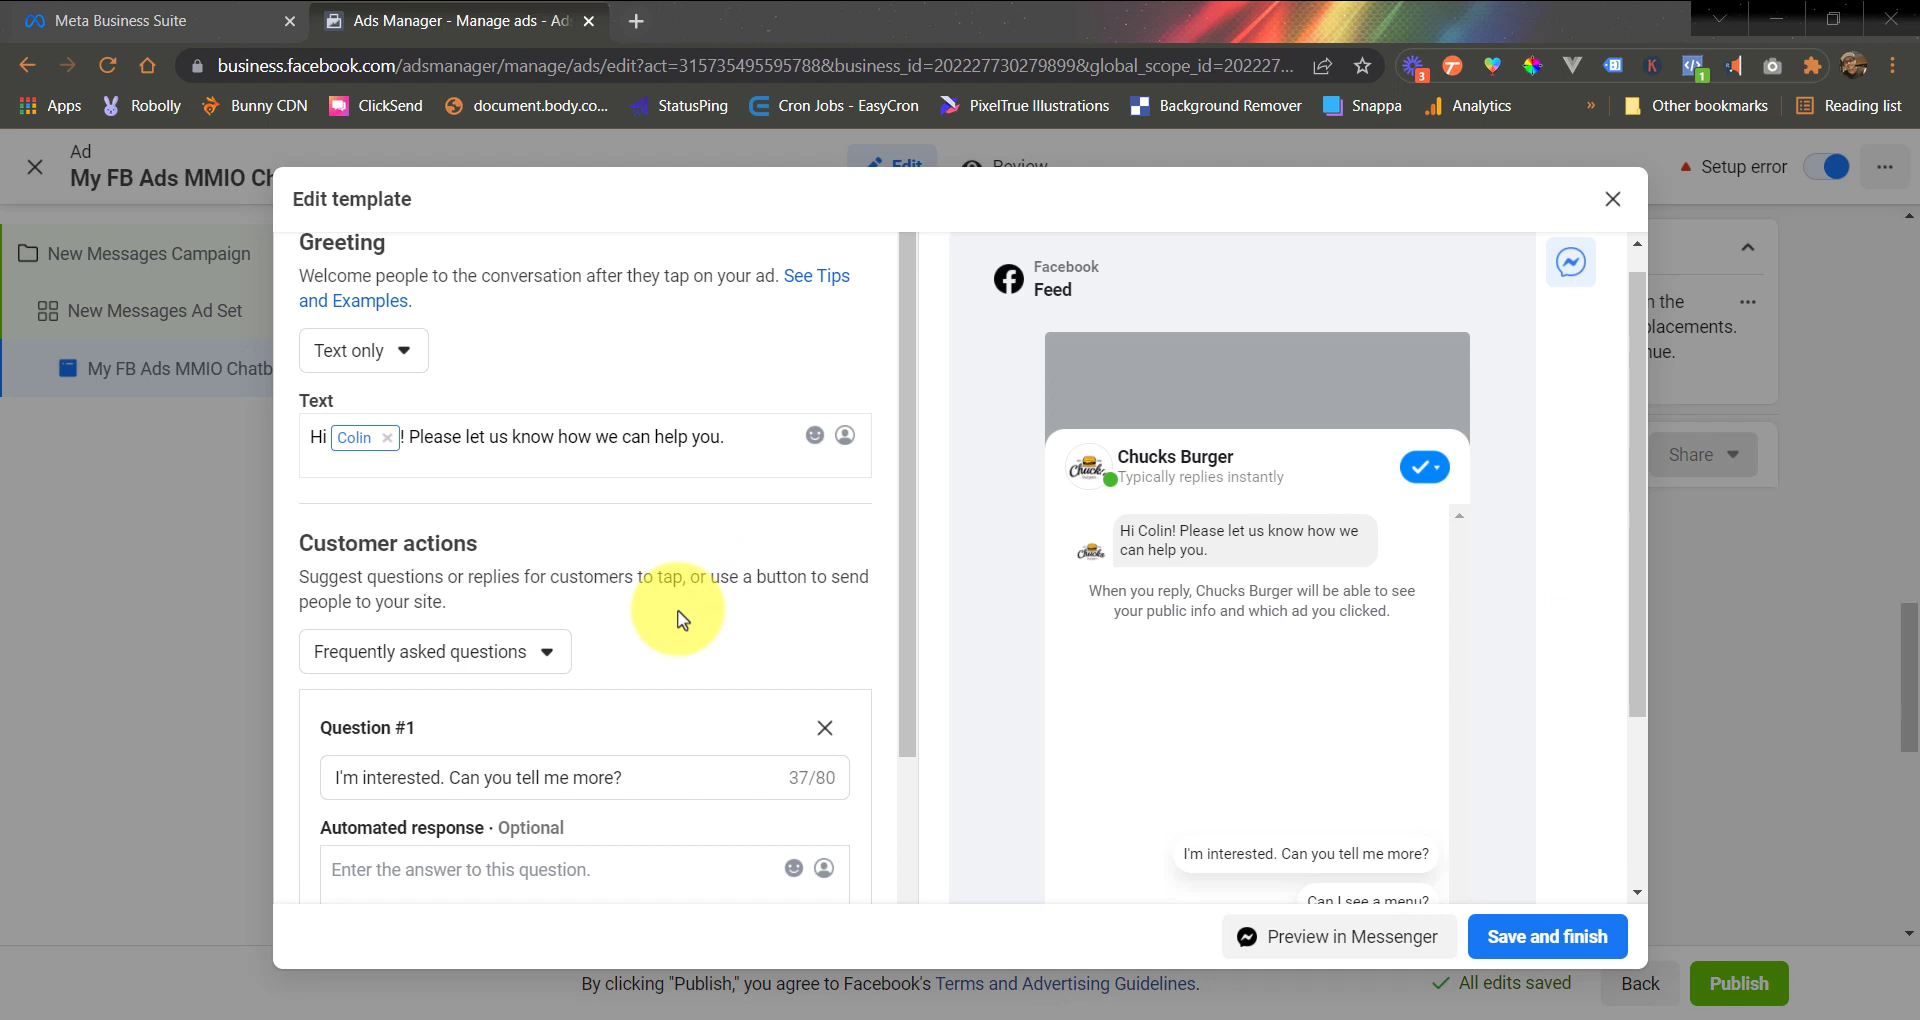 Meta Business Suite
Ads Manager - Manage ads - Ad
business.facebook.com/adsmanager/manage/ads/edit?act=3157354955957888&business_id=202227730279899&global_scope_id=202227...
3
1
Apps
Robolly
Bunny CDN
ClickSend
document.body.co...
StatusPing
Cron Jobs - EasyCron
PixelTrue Illustrations
Background Remover
Snappa
Analytics
»
Other bookmarks
Reading list
Ad
My FB Ads MMIO Ch
Edit
Review
Setup error
New Messages Campaign
New Messages Ad Set
My FB Ads MMIO Chatb
Edit template
Greeting
Welcome people to the conversation after they tap on your ad. See Tips
and Examples.
Text only
Text
Hi Colin ! Please let us know how we can help you.
Customer actions
Suggest questions or replies for customers to tap, or use a button to send
people to your site.
Frequently asked questions
Question #1
I'm interested. Can you tell me more?
37/80
Automated response · Optional
Enter the answer to this question.
Facebook
Feed
Chucks Burger
Typically replies instantly
Hi Colin! Please let us know how we
can help you.
When you reply, Chucks Burger will be able to see
your public info and which ad you clicked.
I'm interested. Can you tell me more?
Can I see a menu?
Preview in Messenger
Save and finish
n the
placements.
nue.
Share
By clicking "Publish," you agree to Facebook's Terms and Advertising Guidelines.
All edits saved
Back
Publish